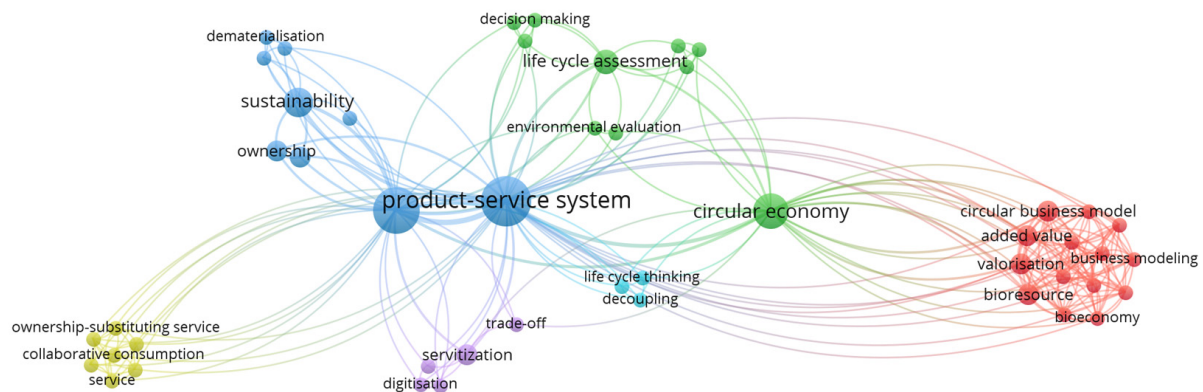 decision making
dematerialisation
life cycle assessment
sustainability
environmental evaluation
ownership
product-service system
circular economy
circular business model
added value
business modeling
valorisation
life cycle thinking
bioresource
decoupling
bioeconomy
trade-off
ownership-substituting service
collaborative consumption
servitization
service
digitisation